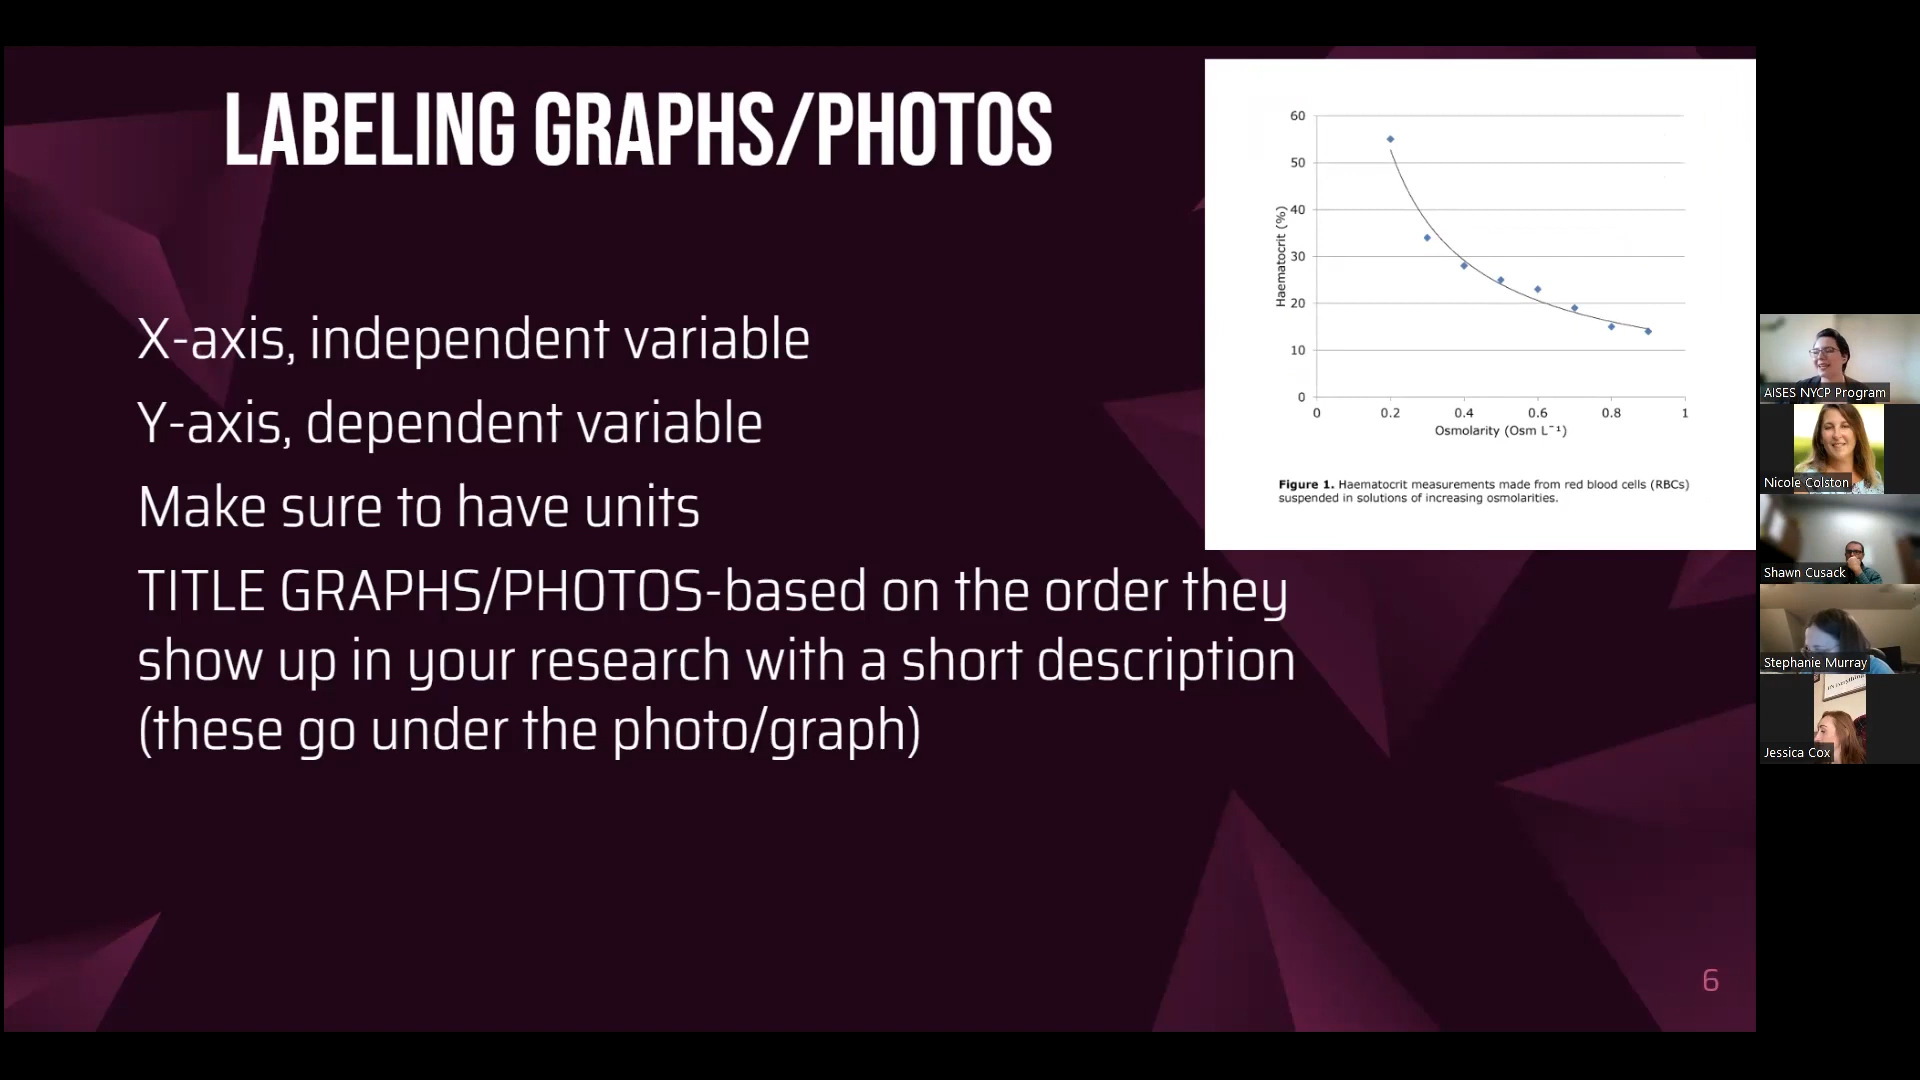 LABELING GRAPHS/PHOTOS
X-axis, independent variable
Y-axis, dependent variable
Make sure to have units
TITLE GRAPHS/PHOTOS-based on the order they
show up in your research with a short description
(these go under the photo/graph)
60
50
40
30
20
10
0
Haematocrit (%)
0 0.2 0.4 0.6 0.8 1
Osmolarity (Osm L⁻¹)
Figure 1. Haematocrit measurements made from red blood cells (RBCs)
suspended in solutions of increasing osmolarities.
6
AISES NYCP Program
Nicole Colston
Shawn Cusack
Stephanie Murray
Jessica Cox